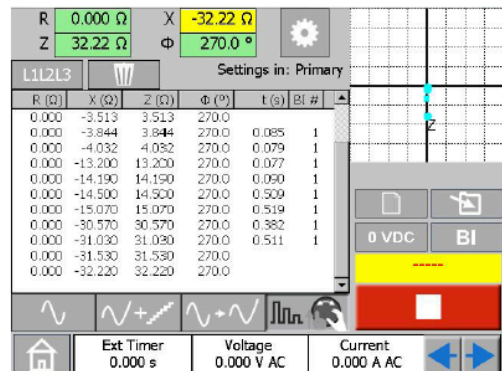 R 0.000 Ω X -32.22 Ω
Z 32.22 Ω Φ 270.0 °
L1L2L3 Settings in: Primary
R (Ω) X (Ω) Z (Ω) Φ (º) t (s) BI #
0.000 -3.513 3.513 270.0
0.000 -3.844 3.844 270.0 0.085 1
0.000 -4.032 4.032 270.0 0.079 1
0.000 -13.200 13.200 270.0 0.077 1
0.000 -14.190 14.190 270.0 0.090 1
0.000 -14.500 14.500 270.0 0.509 1
0.000 -15.070 15.070 270.0 0.519 1
0.000 -30.570 30.570 270.0 0.382 1
0.000 -31.030 31.030 270.0 0.511 1
0.000 -31.530 31.530 270.0
0.000 -32.220 32.220 270.0
Z
0 VDC BI
-----
Ext Timer Voltage Current
0.000 s 0.000 V AC 0.000 A AC